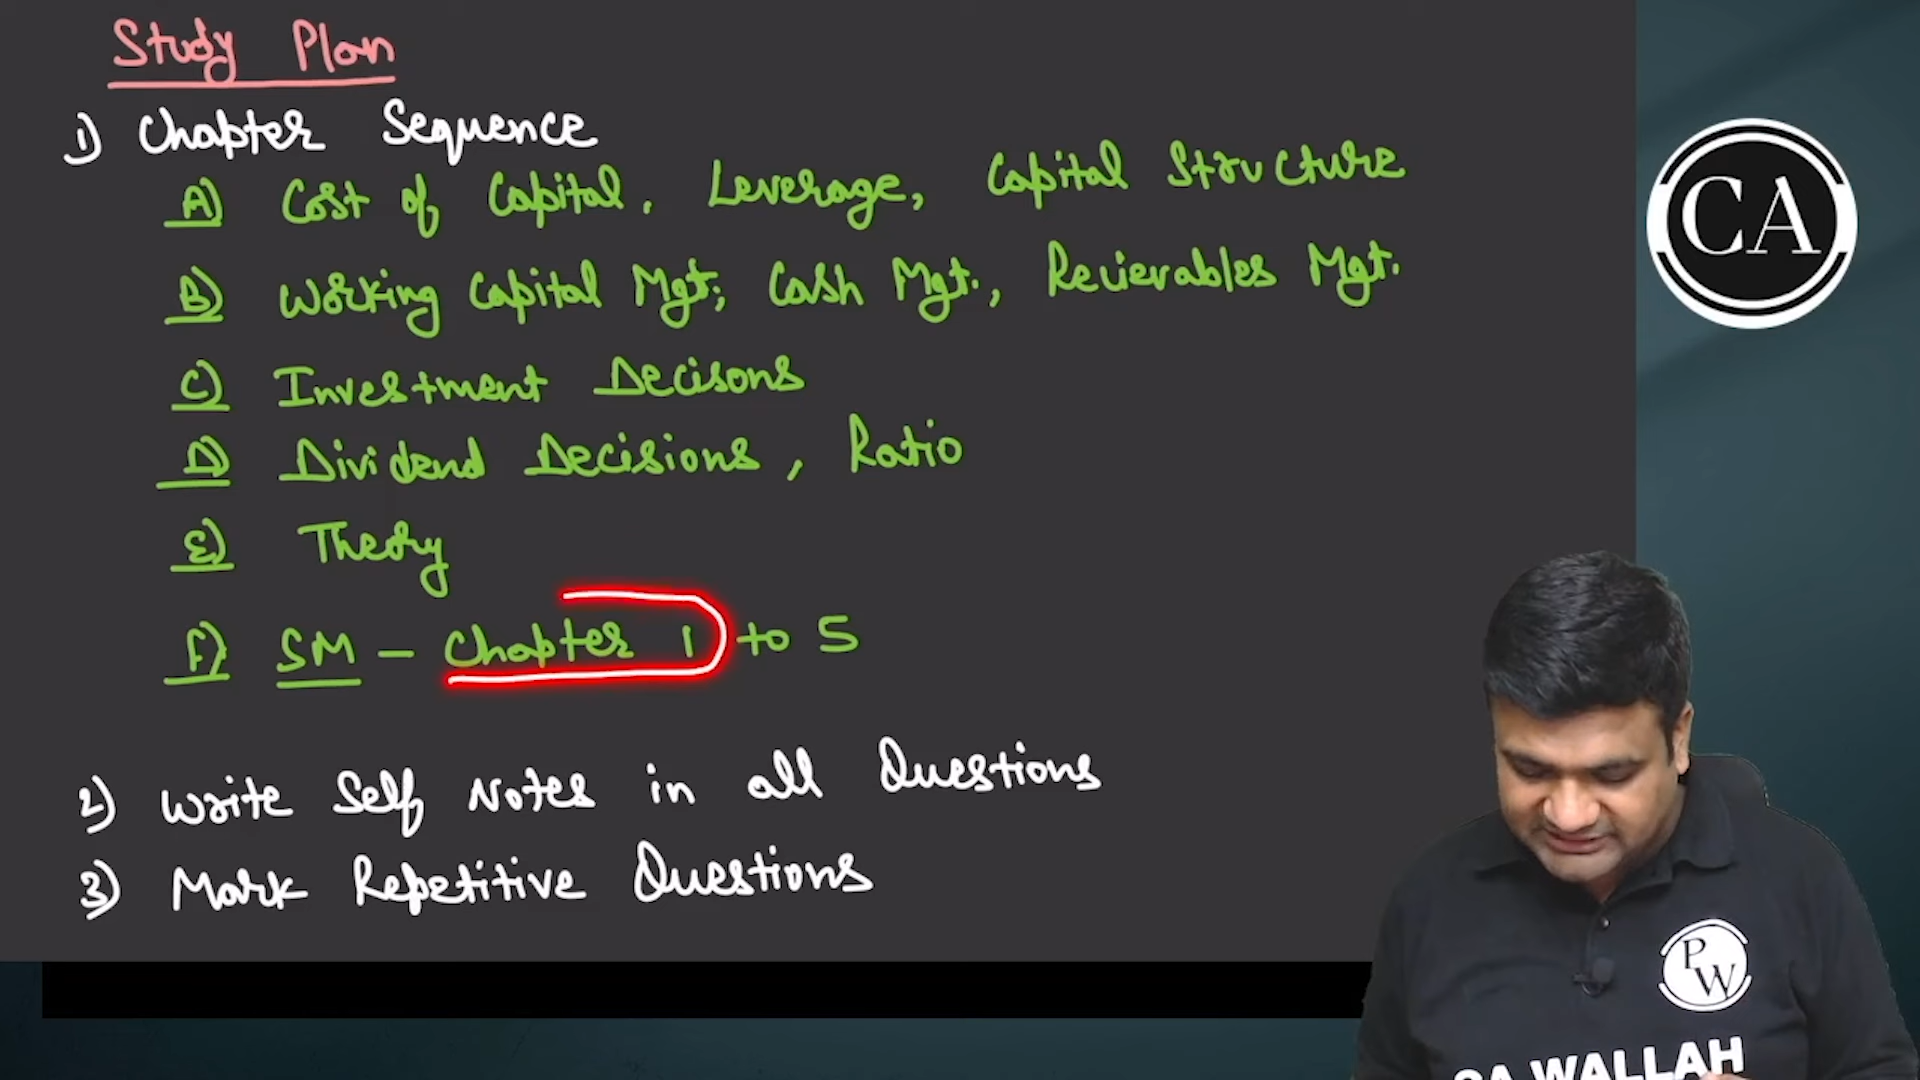 Study Plan
1) Chapter Sequence
A) Cost of Capital, Leverage, Capital Structure
B) Working Capital Mgt; Cash Mgt., Recievables Mgt.
C) Investment Decisons
D) Dividend Decisions, Ratio
E) Theory
F) SM - Chapter 1 to 5
2) Write Self Notes in all Questions
3) Mark Repetitive Questions
CA
PW
CA WALLAH